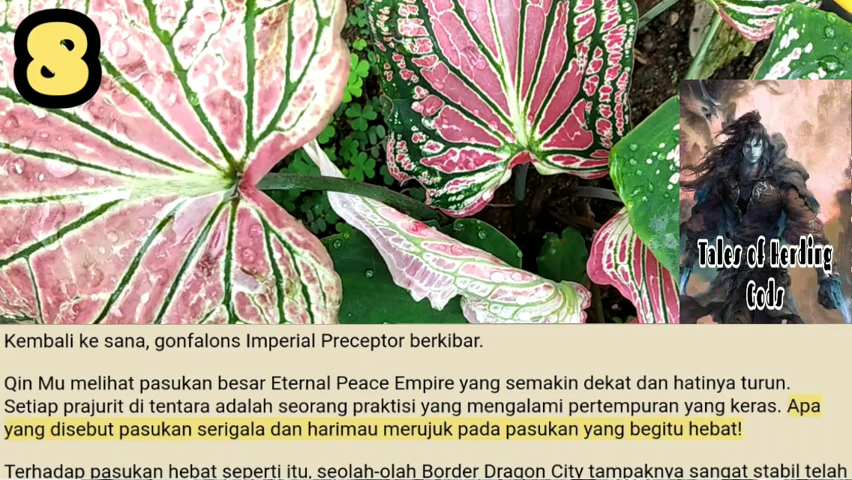 8
Tales of Herding
Gods
Kembali ke sana, gonfalons Imperial Preceptor berkibar.
Qin Mu melihat pasukan besar Eternal Peace Empire yang semakin dekat dan hatinya turun.
Setiap prajurit di tentara adalah seorang praktisi yang mengalami pertempuran yang keras. Apa
yang disebut pasukan serigala dan harimau merujuk pada pasukan yang begitu hebat!
Terhadap pasukan hebat seperti itu, seolah-olah Border Dragon City tampaknya sangat stabil telah